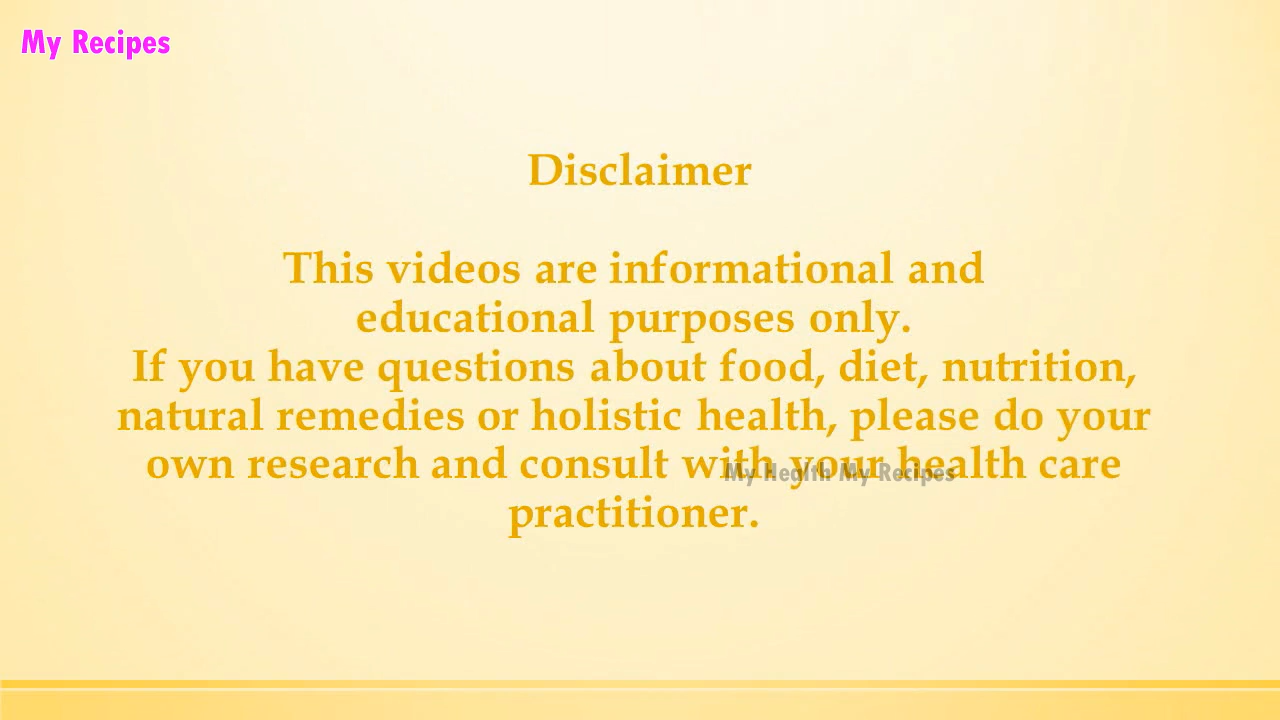 My Recipes
Disclaimer
This videos are informational and
educational purposes only.
If you have questions about food, diet, nutrition,
natural remedies or holistic health, please do your
own research and consult with your health care
My Health My Recipes
practitioner.